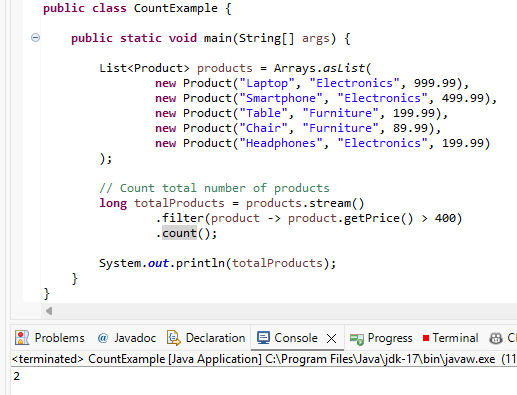 public class CountExample {
public static void main(String[] args) {
List<Product> products = Arrays.asList(
new Product("Laptop", "Electronics", 999.99),
new Product("Smartphone", "Electronics", 499.99),
new Product("Table", "Furniture", 199.99),
new Product("Chair", "Furniture", 89.99),
new Product("Headphones", "Electronics", 199.99)
);
// Count total number of products
long totalProducts = products.stream()
.filter(product -> product.getPrice() > 400)
.count();
System.out.println(totalProducts);
}
}
Problems @ Javadoc Declaration Console Progress Terminal
<terminated> CountExample [Java Application] C:\Program Files\Java\jdk-17\bin\javaw.exe (11
2